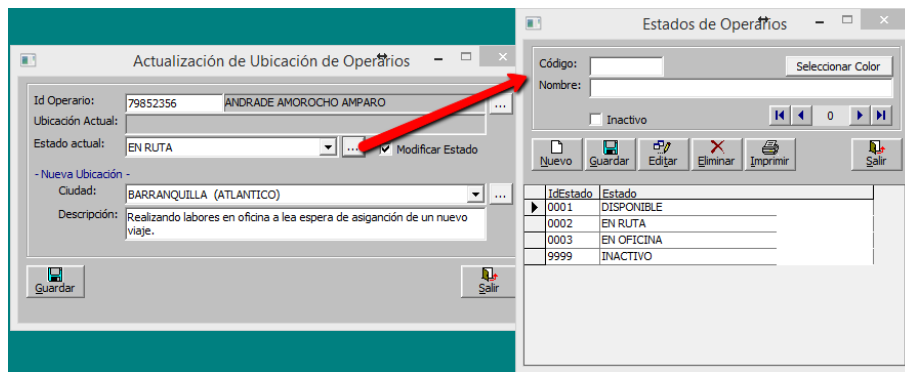 Actualización de Ubicación de Operarios
Id Operario: 79852356 ANDRADE AMOROCHO AMPARO ...
Ubicación Actual:
Estado actual: EN RUTA ... Modificar Estado
- Nueva Ubicación -
Ciudad: BARRANQUILLA (ATLANTICO) ...
Descripción: Realizando labores en oficina a lea espera de asiganción de un nuevo
viaje.
Guardar Salir
Estados de Operarios
Código: Seleccionar Color
Nombre:
Inactivo 0
Nuevo Guardar Editar Eliminar Imprimir Salir
IdEstado Estado
0001 DISPONIBLE
0002 EN RUTA
0003 EN OFICINA
9999 INACTIVO